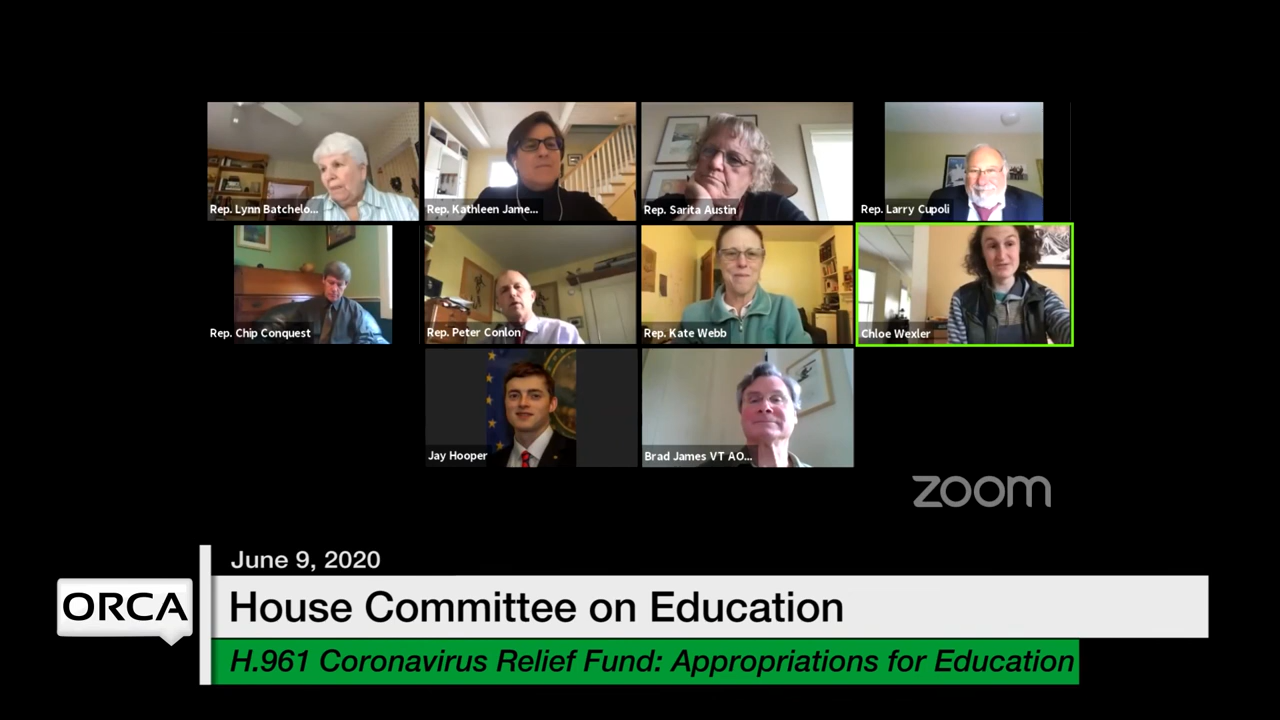 Rep. Lynn Batchelo...
Rep. Kathleen Jame...
Rep. Sarita Austin
Rep. Larry Cupoli
Rep. Chip Conquest
Rep. Peter Conlon
Rep. Kate Webb
Chloe Wexler
Jay Hooper
Brad James VT AO...
zoom
June 9, 2020
ORCA
House Committee on Education
H.961 Coronavirus Relief Fund: Appropriations for Education